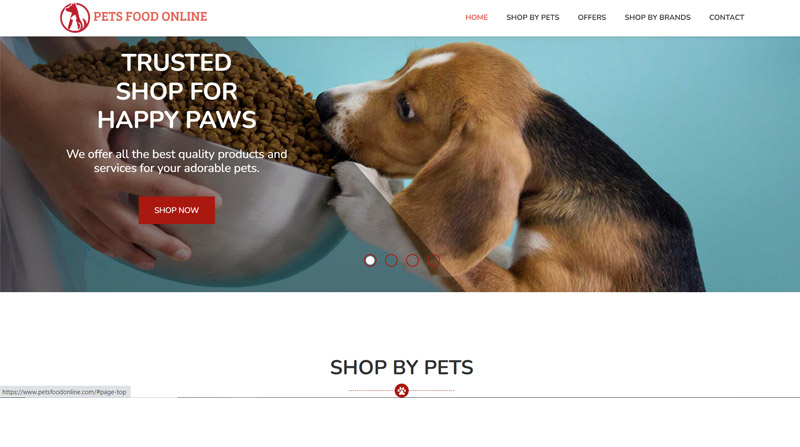 PETS FOOD ONLINE
HOME SHOP BY PETS OFFERS SHOP BY BRANDS CONTACT
TRUSTED
SHOP FOR
HAPPY PAWS
We offer all the best quality products and
services for your adorable pets.
SHOP NOW
SHOP BY PETS
https://www.petsfoodonline.com/#page-top